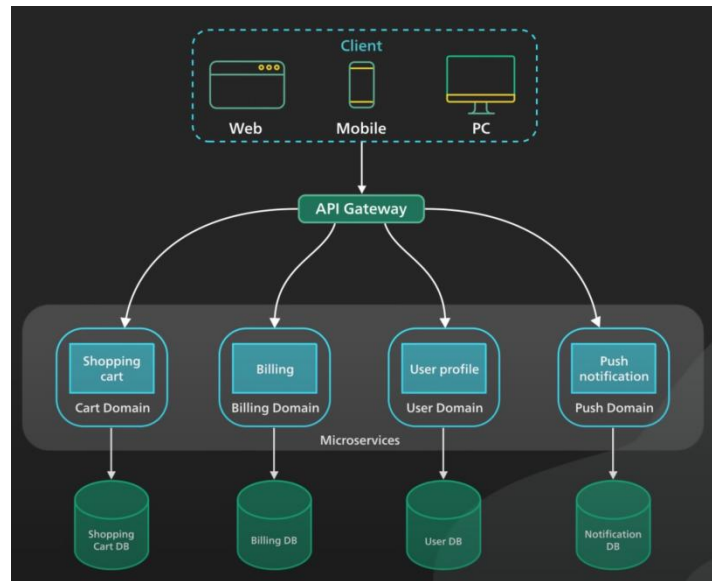 Client
Web
Mobile
PC
API Gateway
Shopping
cart
Cart Domain
Billing
Billing Domain
User profile
User Domain
Push
notification
Push Domain
Microservices
Shopping
Cart DB
Billing DB
User DB
Notification
DB